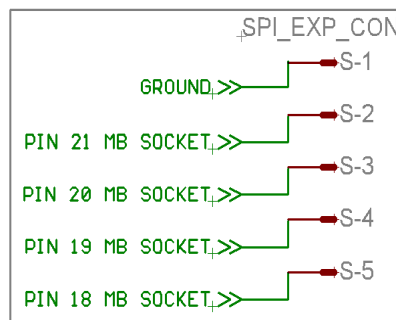 SPI_EXP_CON
S-1
GROUND
S-2
PIN 21 MB SOCKET
S-3
PIN 20 MB SOCKET
S-4
PIN 19 MB SOCKET
S-5
PIN 18 MB SOCKET